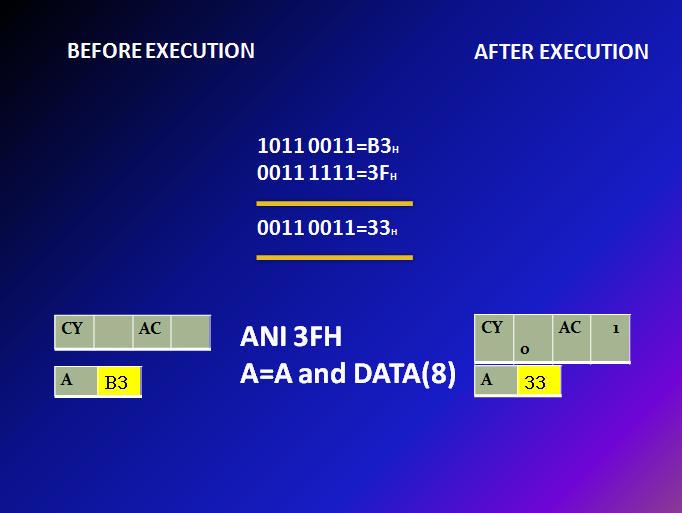 BEFORE EXECUTION
AFTER EXECUTION
1011 0011=B3H
0011 1111=3FH
0011 0011=33H
CY AC
A B3
ANI 3FH
A=A and DATA(8)
CY 0 AC 1
A 33